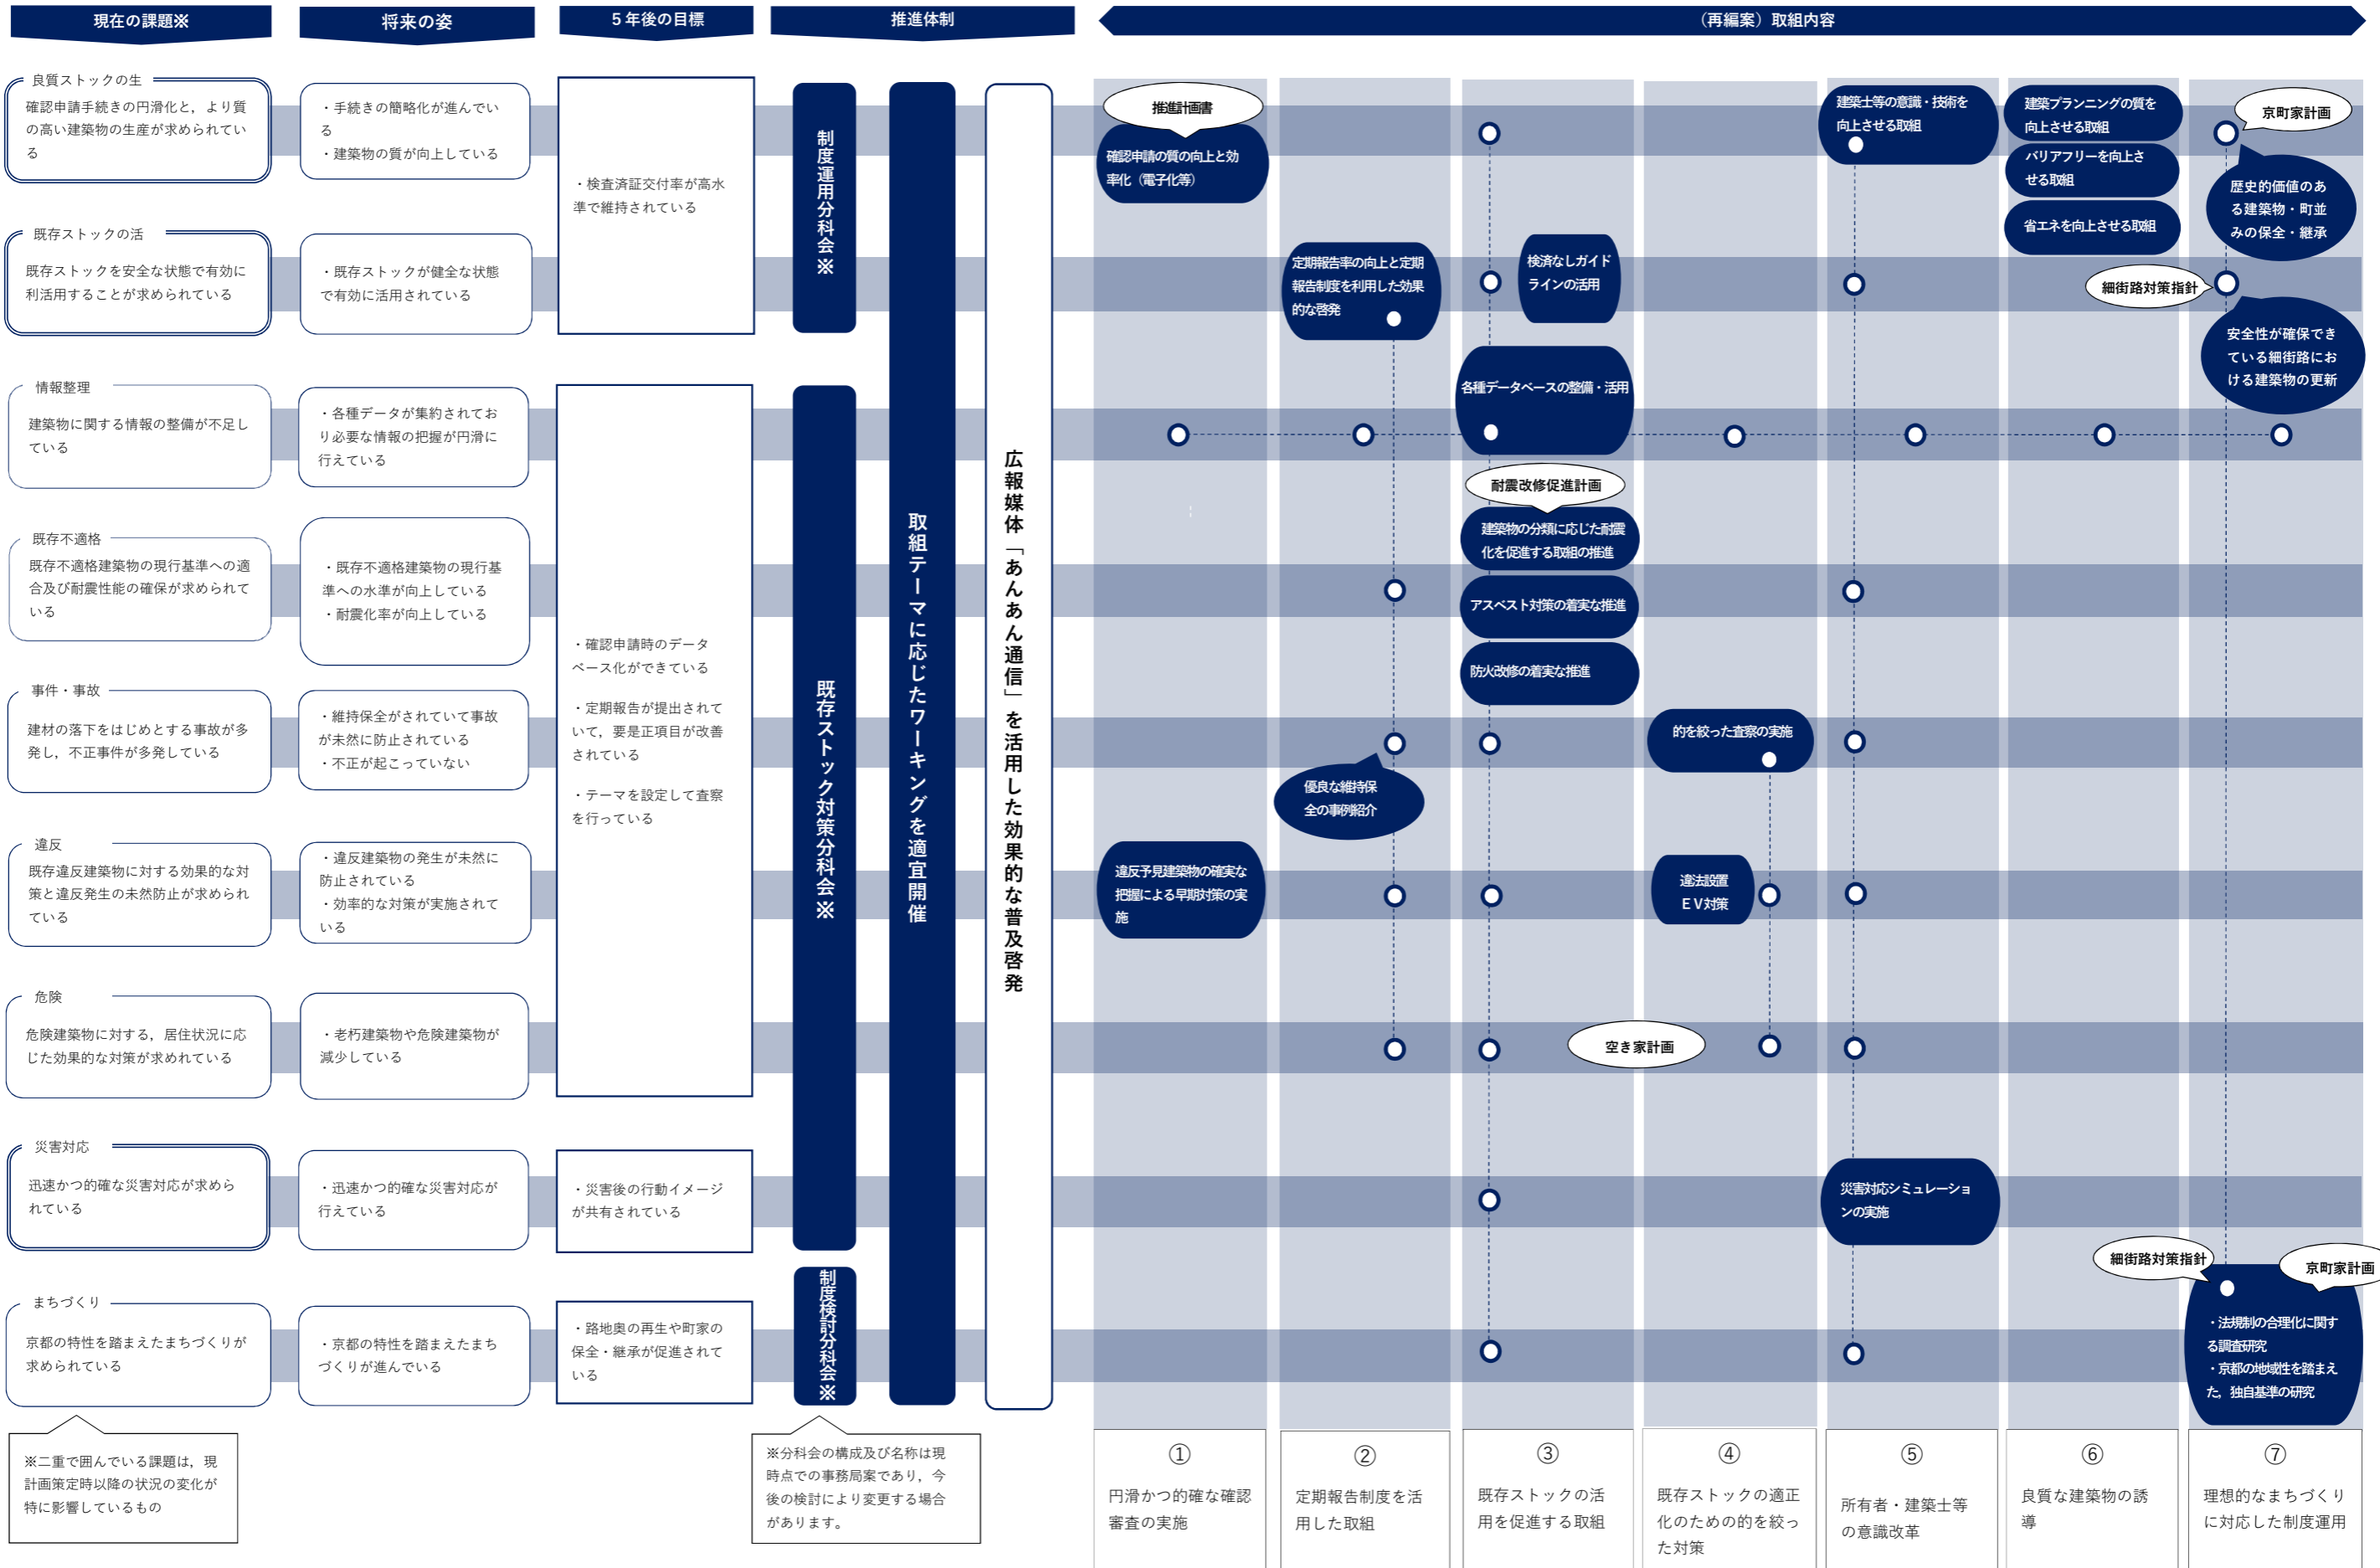 現在の課題※
将来の姿
５年後の目標
推進体制
（再編案）取組内容
良質ストックの生
確認申請手続きの円滑化と，より質
の高い建築物の生産が求められてい
る
・手続きの簡略化が進んでい
る
・建築物の質が向上している
既存ストックの活
既存ストックを安全な状態で有効に
利活用することが求められている
・既存ストックが健全な状態
で有効に活用されている
・検査済証交付率が高水
準で維持されている
情報整理
建築物に関する情報の整備が不足し
ている
・各種データが集約されてお
り必要な情報の把握が円滑に
行えている
既存不適格
既存不適格建築物の現行基準への適
合及び耐震性能の確保が求められて
いる
・既存不適格建築物の現行基
準への水準が向上している
・耐震化率が向上している
事件・事故
建材の落下をはじめとする事故が多
発し，不正事件が多発している
・維持保全がされていて事故
が未然に防止されている
・不正が起こっていない
違反
既存違反建築物に対する効果的な対
策と違反発生の未然防止が求められ
ている
・違反建築物の発生が未然に
防止されている
・効率的な対策が実施されて
いる
危険
危険建築物に対する，居住状況に応
じた効果的な対策が求められている
・老朽建築物や危険建築物が
減少している
・確認申請時のデータ
ベース化ができている
・定期報告が提出されて
いて，要是正項目が改善
されている
・テーマを設定して査察
を行っている
災害対応
迅速かつ的確な災害対応が求めら
れている
・迅速かつ的確な災害対応が
行えている
・災害後の行動イメージ
が共有されている
まちづくり
京都の特性を踏まえたまちづくりが
求められている
・京都の特性を踏まえたまち
づくりが進んでいる
・路地奥の再生や町家の
保全・継承が促進されて
いる
※二重で囲んでいる課題は，現
計画策定時以降の状況の変化が
特に影響しているもの
制度運用分科会※
既存ストック対策分科会※
制度検討分科会※
取組テーマに応じたワーキングを適宜開催
広報媒体「あんあん通信」を活用した効果的な普及啓発
※分科会の構成及び名称は現
時点での事務局案であり，今
後の検討により変更する場合
があります。
推進計画書
確認申請の質の向上と効
率化（電子化等）
違反予見建築物の確実な
把握による早期対策の実
施
定期報告率の向上と定期
報告制度を利用した効果
的な啓発
優良な維持保
全の事例紹介
検済なしガイド
ラインの活用
各種データベースの整備・活用
耐震改修促進計画
建築物の分類に応じた耐震
化を促進する取組の推進
アスベスト対策の着実な推進
防火改修の着実な推進
的を絞った査察の実施
違法設置
ＥＶ対策
空き家計画
建築士等の意識・技術を
向上させる取組
災害対応シミュレーショ
ンの実施
建築プランニングの質を
向上させる取組
バリアフリーを向上さ
せる取組
省エネを向上させる取組
京町家計画
歴史的価値のあ
る建築物・町並
みの保全・継承
細街路対策指針
安全性が確保でき
ている細街路にお
ける建築物の更新
細街路対策指針
京町家計画
・法規制の合理化に関す
る調査研究
・京都の地域性を踏まえ
た，独自基準の研究
①
円滑かつ的確な確認
審査の実施
②
定期報告制度を活
用した取組
③
既存ストックの活
用を促進する取組
④
既存ストックの適正
化のための的を絞っ
た対策
⑤
所有者・建築士等
の意識改革
⑥
良質な建築物の誘
導
⑦
理想的なまちづくり
に対応した制度運用